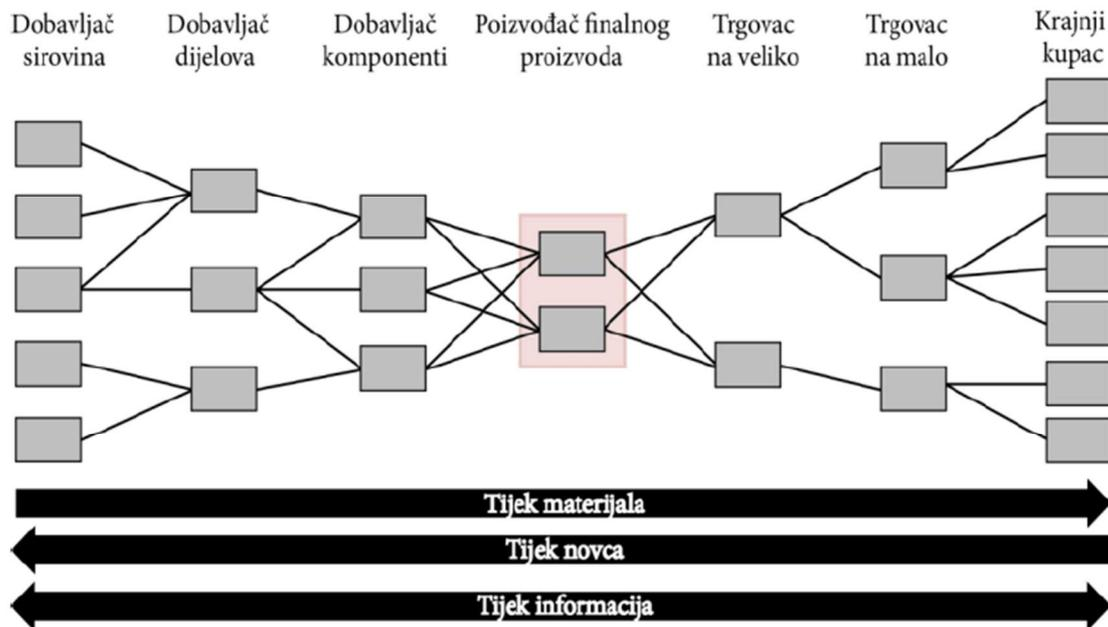 Dobavljač
sirovina
Dobavljač
dijelova
Dobavljač
komponenti
Poizvođač finalnog
proizvoda
Trgovac
na veliko
Trgovac
na malo
Krajnji
kupac
Tijek materijala
Tijek novca
Tijek informacija